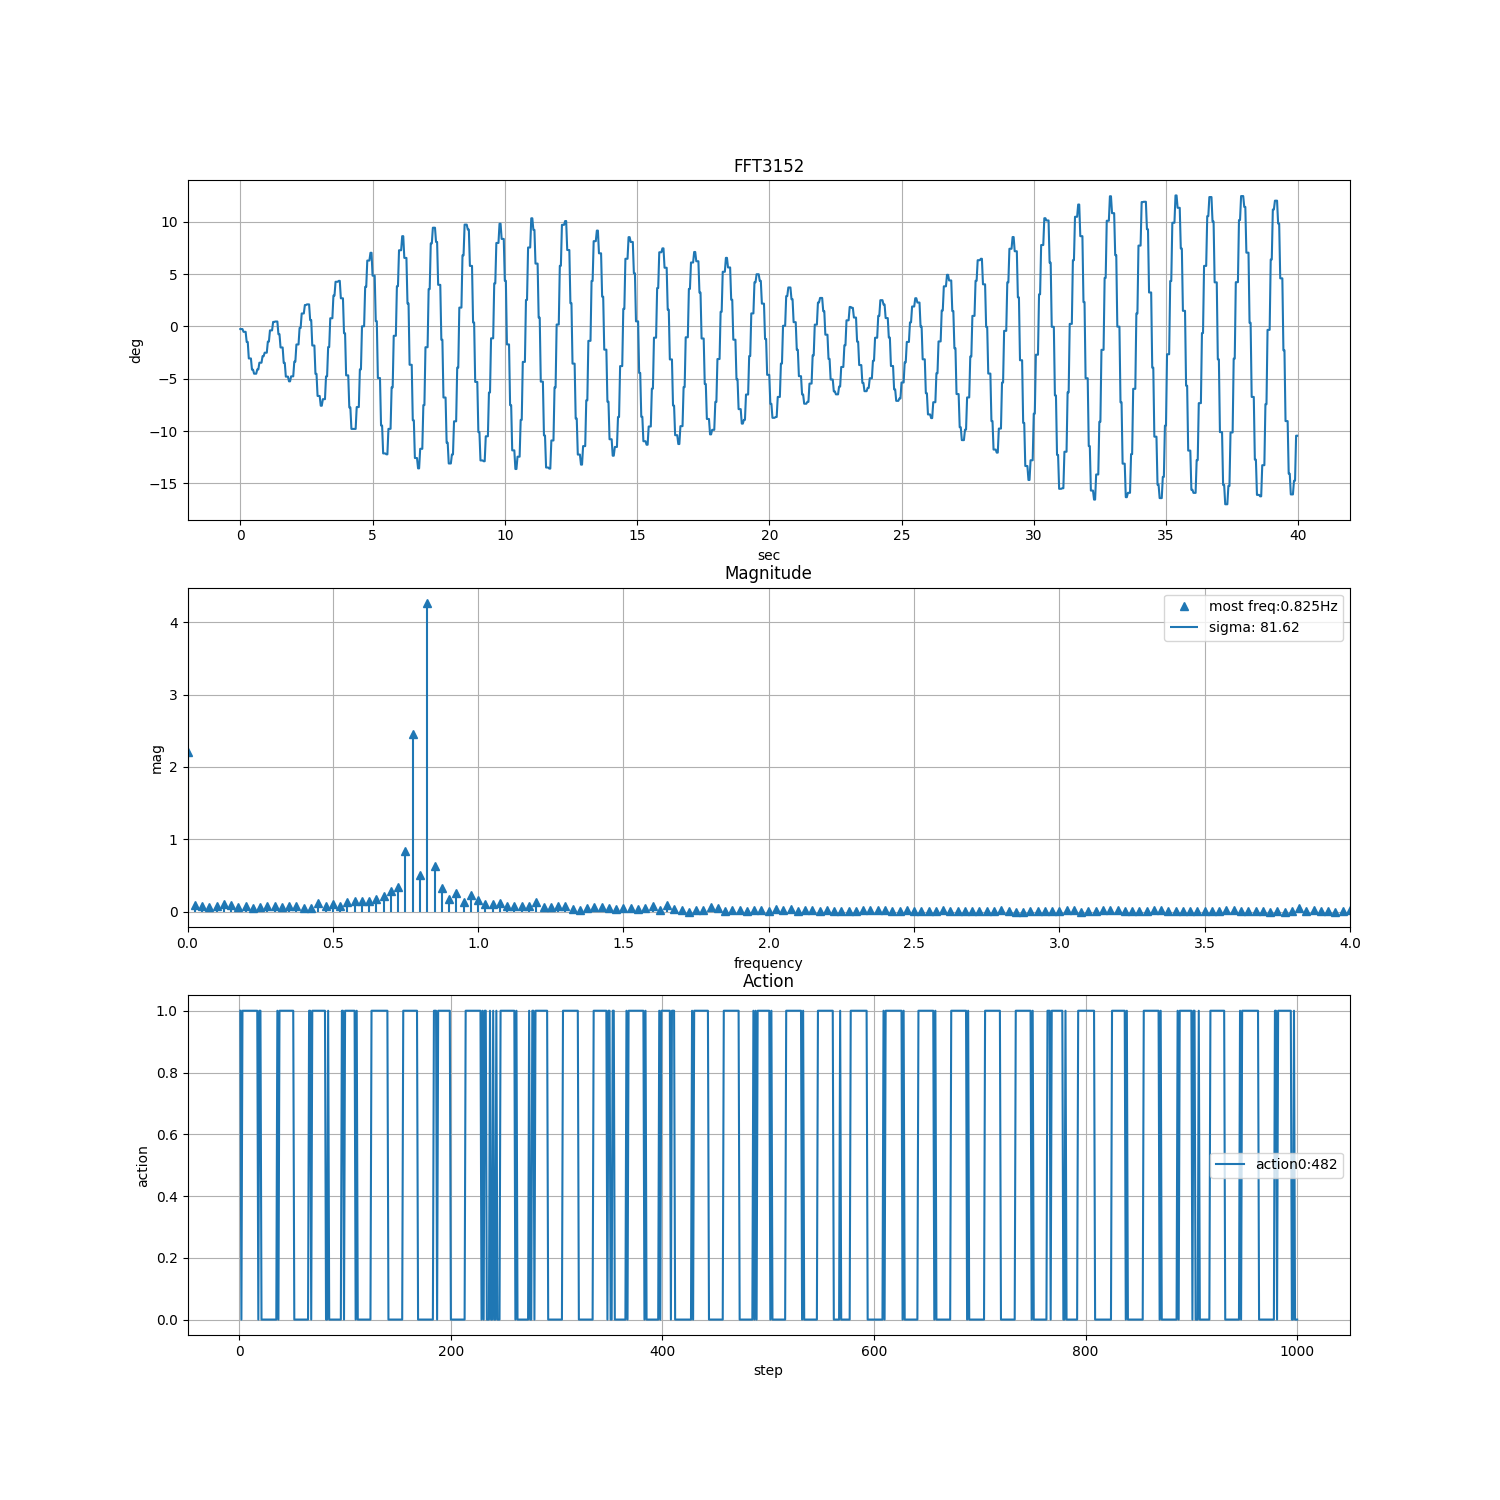 FFT3152
10
5
0
−5
−10
−15
deg
0 5 10 15 20 25 30 35 40
sec
Magnitude
most freq:0.825Hz
sigma: 81.62
4
3
2
1
0
mag
0.0 0.5 1.0 1.5 2.0 2.5 3.0 3.5 4.0
frequency
Action
1.0
0.8
0.6
0.4
0.2
0.0
action
action0:482
0 200 400 600 800 1000
step